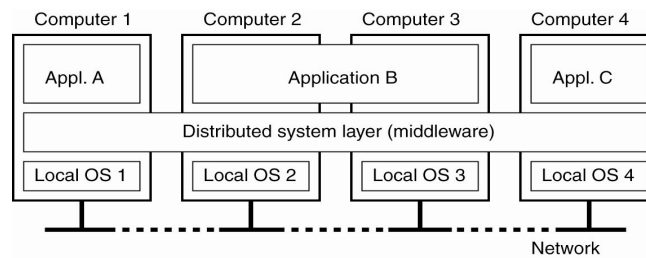 Computer 1 Computer 2 Computer 3 Computer 4
Appl. A Application B Appl. C
Distributed system layer (middleware)
Local OS 1 Local OS 2 Local OS 3 Local OS 4
Network